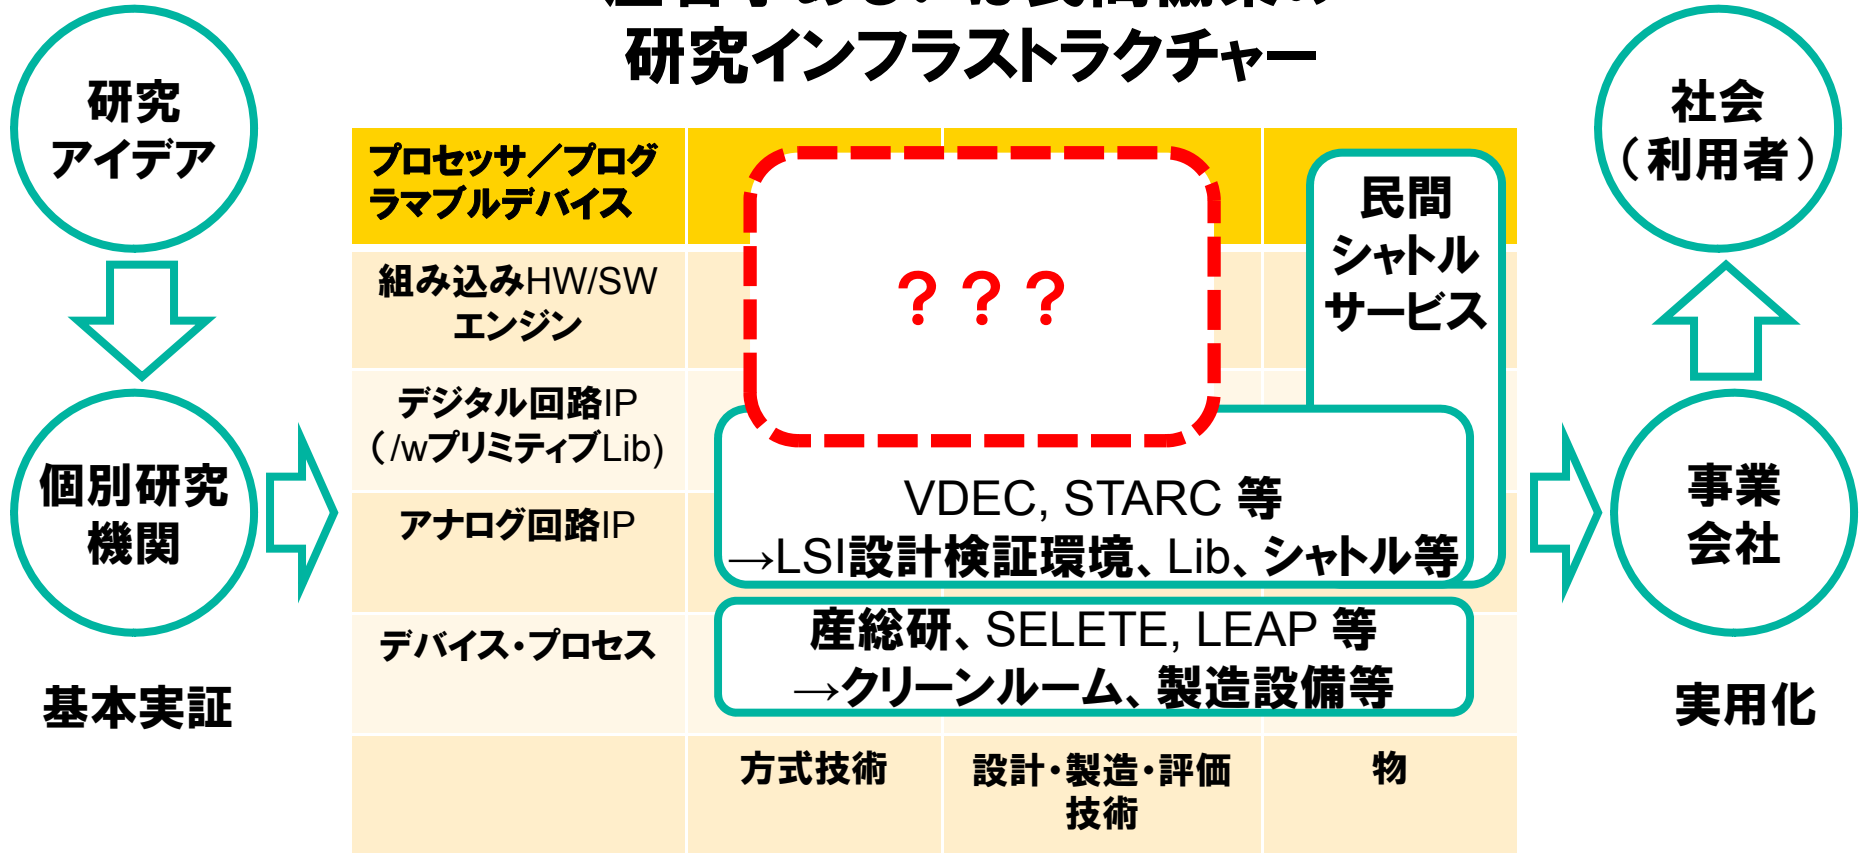 研究インフラストラクチャー
研究
アイデア
個別研究
機関
基本実証
プロセッサ／プログ
ラマブルデバイス
組み込みHW/SW
エンジン
デジタル回路IP
（/wプリミティブLib)
アナログ回路IP
デバイス・プロセス
？？？
民間
シャトル
サービス
VDEC, STARC 等
→LSI設計検証環境、Lib、シャトル等
産総研、SELETE, LEAP 等
→クリーンルーム、製造設備等
方式技術
設計・製造・評価
技術
物
社会
（利用者）
事業
会社
実用化